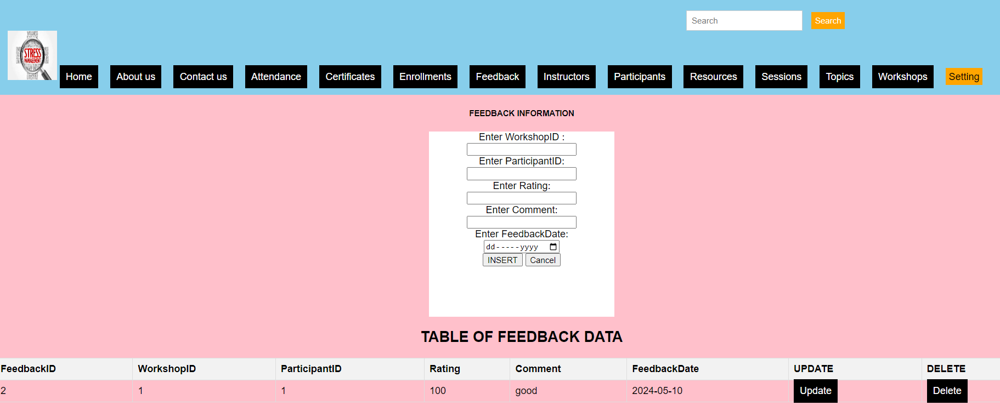 Search Search
WELLNESS
STRESS
MANAGEMENT
LIFESTYLE
Home About us Contact us Attendance Certificates Enrollments Feedback Instructors Participants Resources Sessions Topics Workshops Setting
FEEDBACK INFORMATION
Enter WorkshopID :
Enter ParticipantID:
Enter Rating:
Enter Comment:
Enter FeedbackDate:
dd-----yyyy
INSERT Cancel
TABLE OF FEEDBACK DATA
FeedbackID WorkshopID ParticipantID Rating Comment FeedbackDate UPDATE DELETE
2 1 1 100 good 2024-05-10 Update Delete